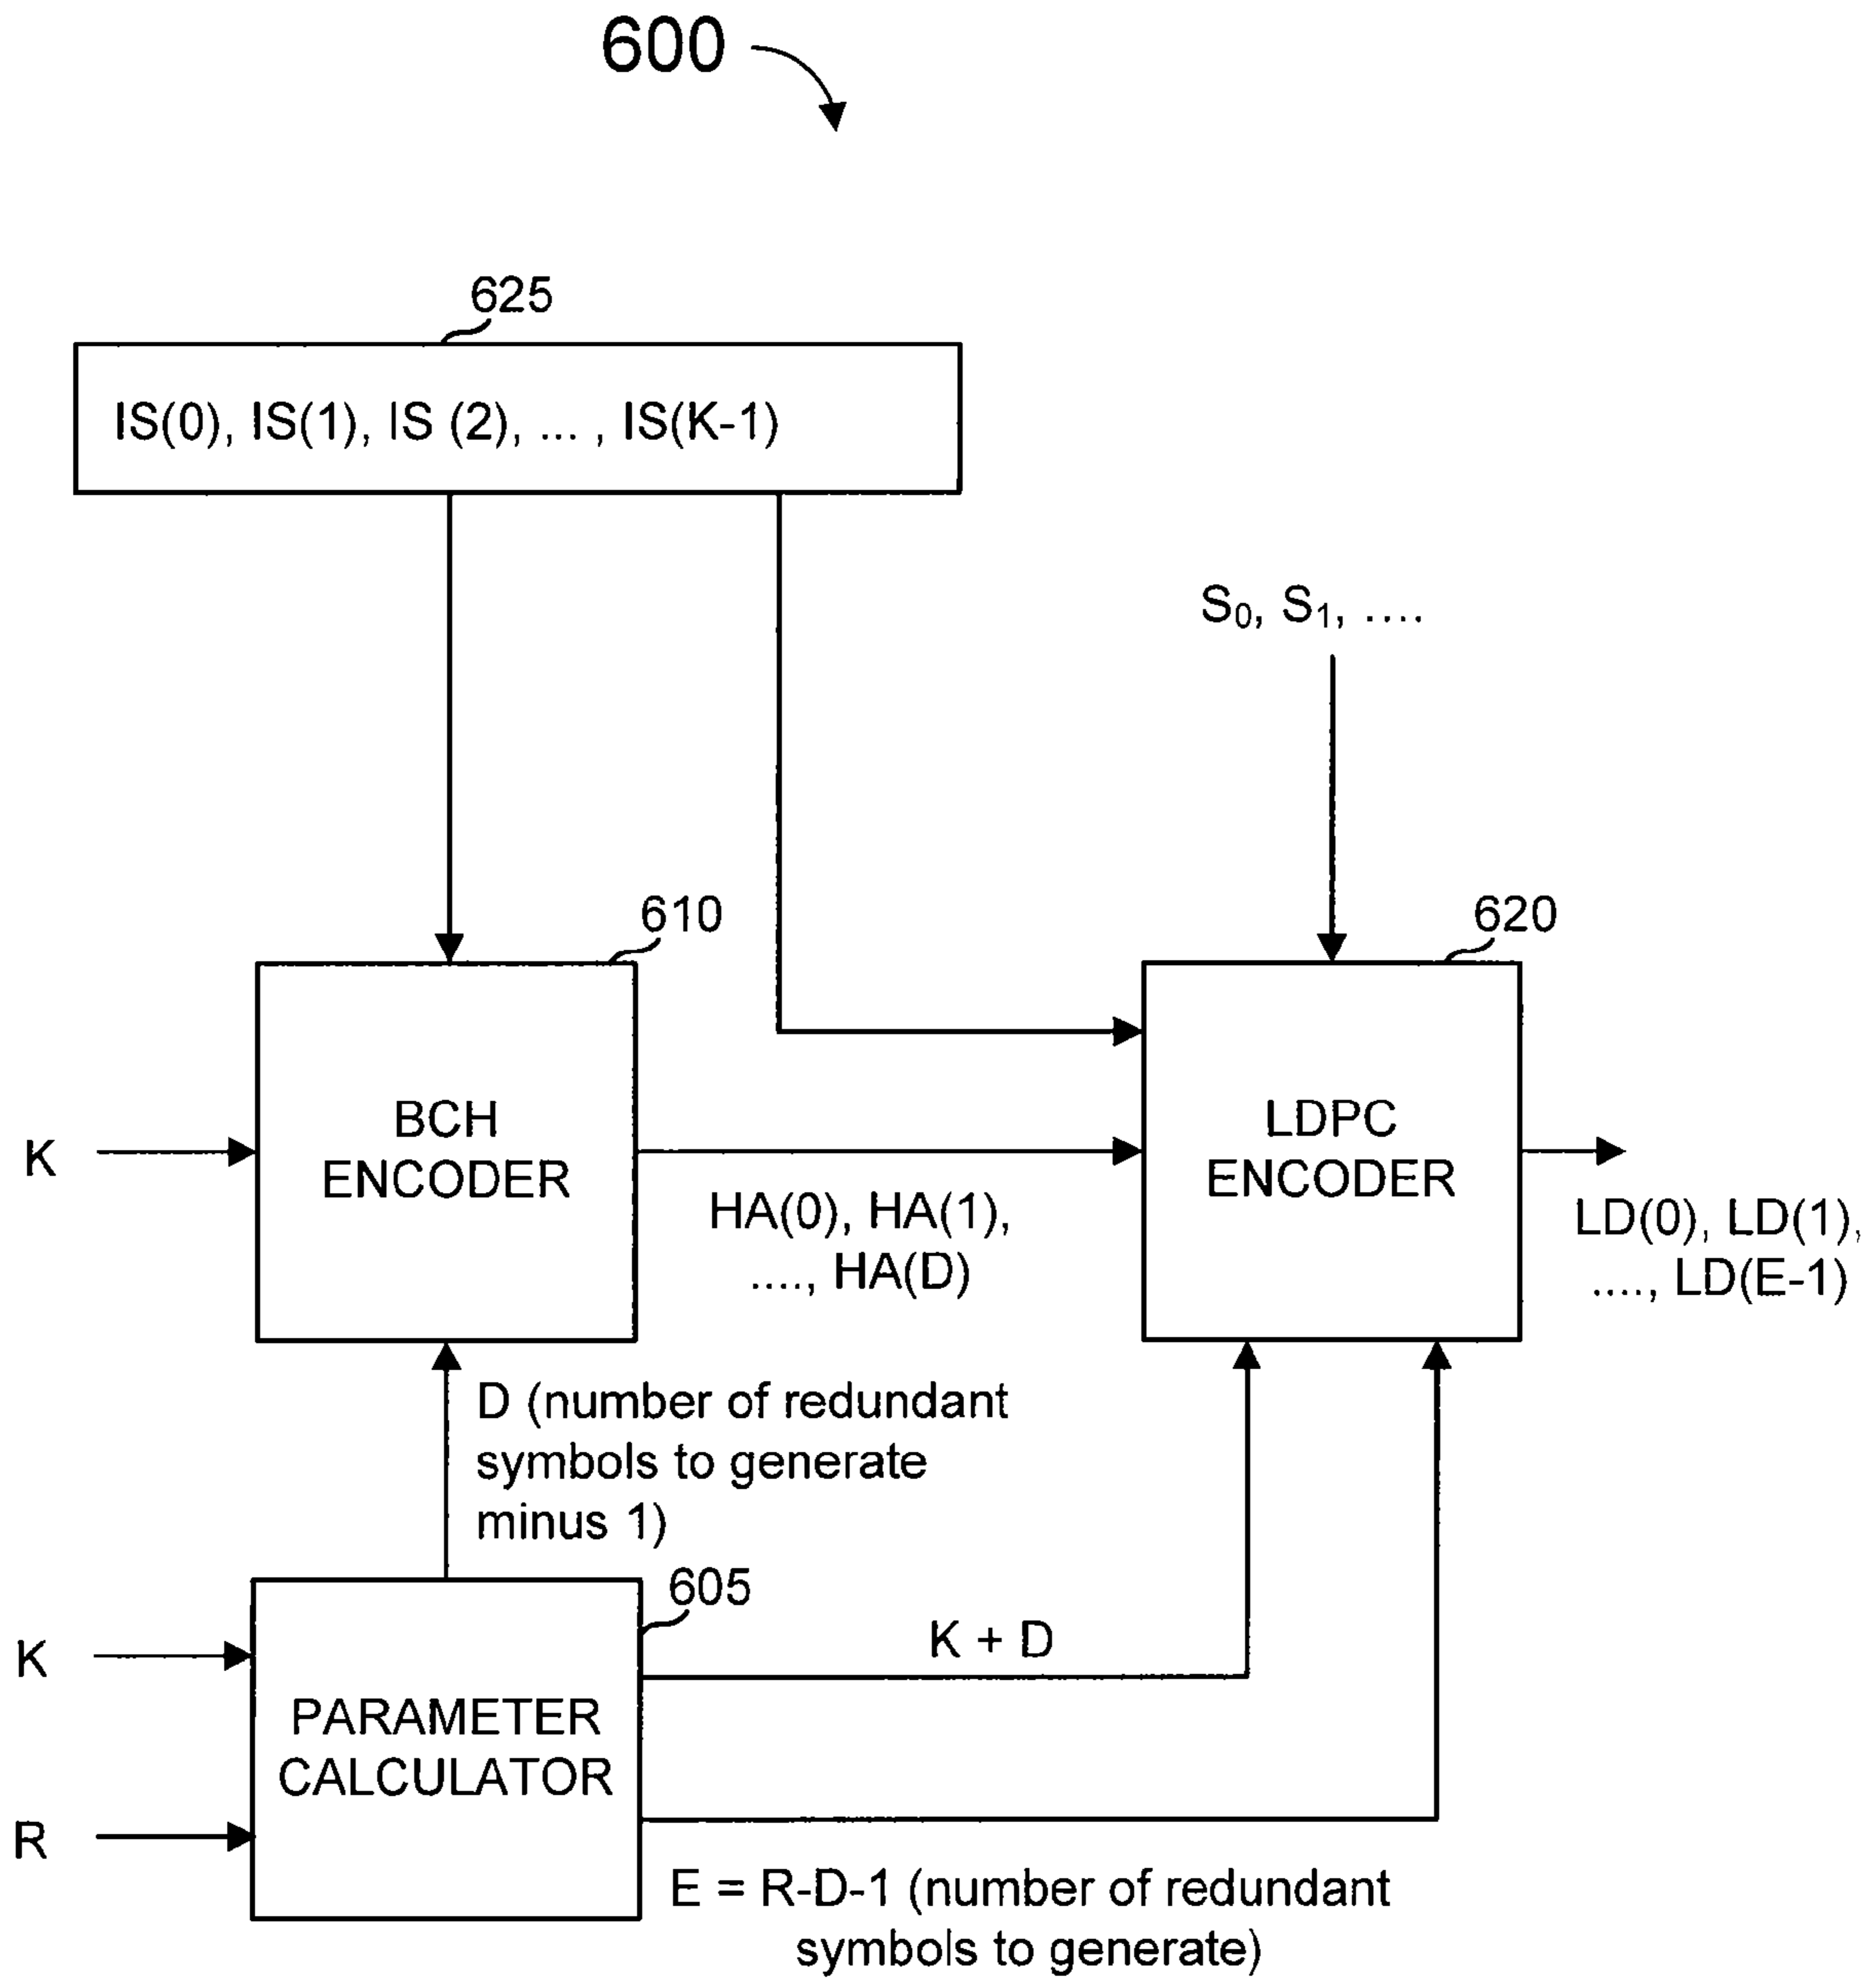 600
625
IS(0), IS(1), IS (2), ... , IS(K-1)
S₀, S₁, ....
610
620
BCH
ENCODER
LDPC
ENCODER
K
HA(0), HA(1),
...., HA(D)
LD(0), LD(1),
...., LD(E-1)
D (number of redundant
symbols to generate
minus 1)
605
K
K + D
PARAMETER
CALCULATOR
R
E = R-D-1 (number of redundant
symbols to generate)